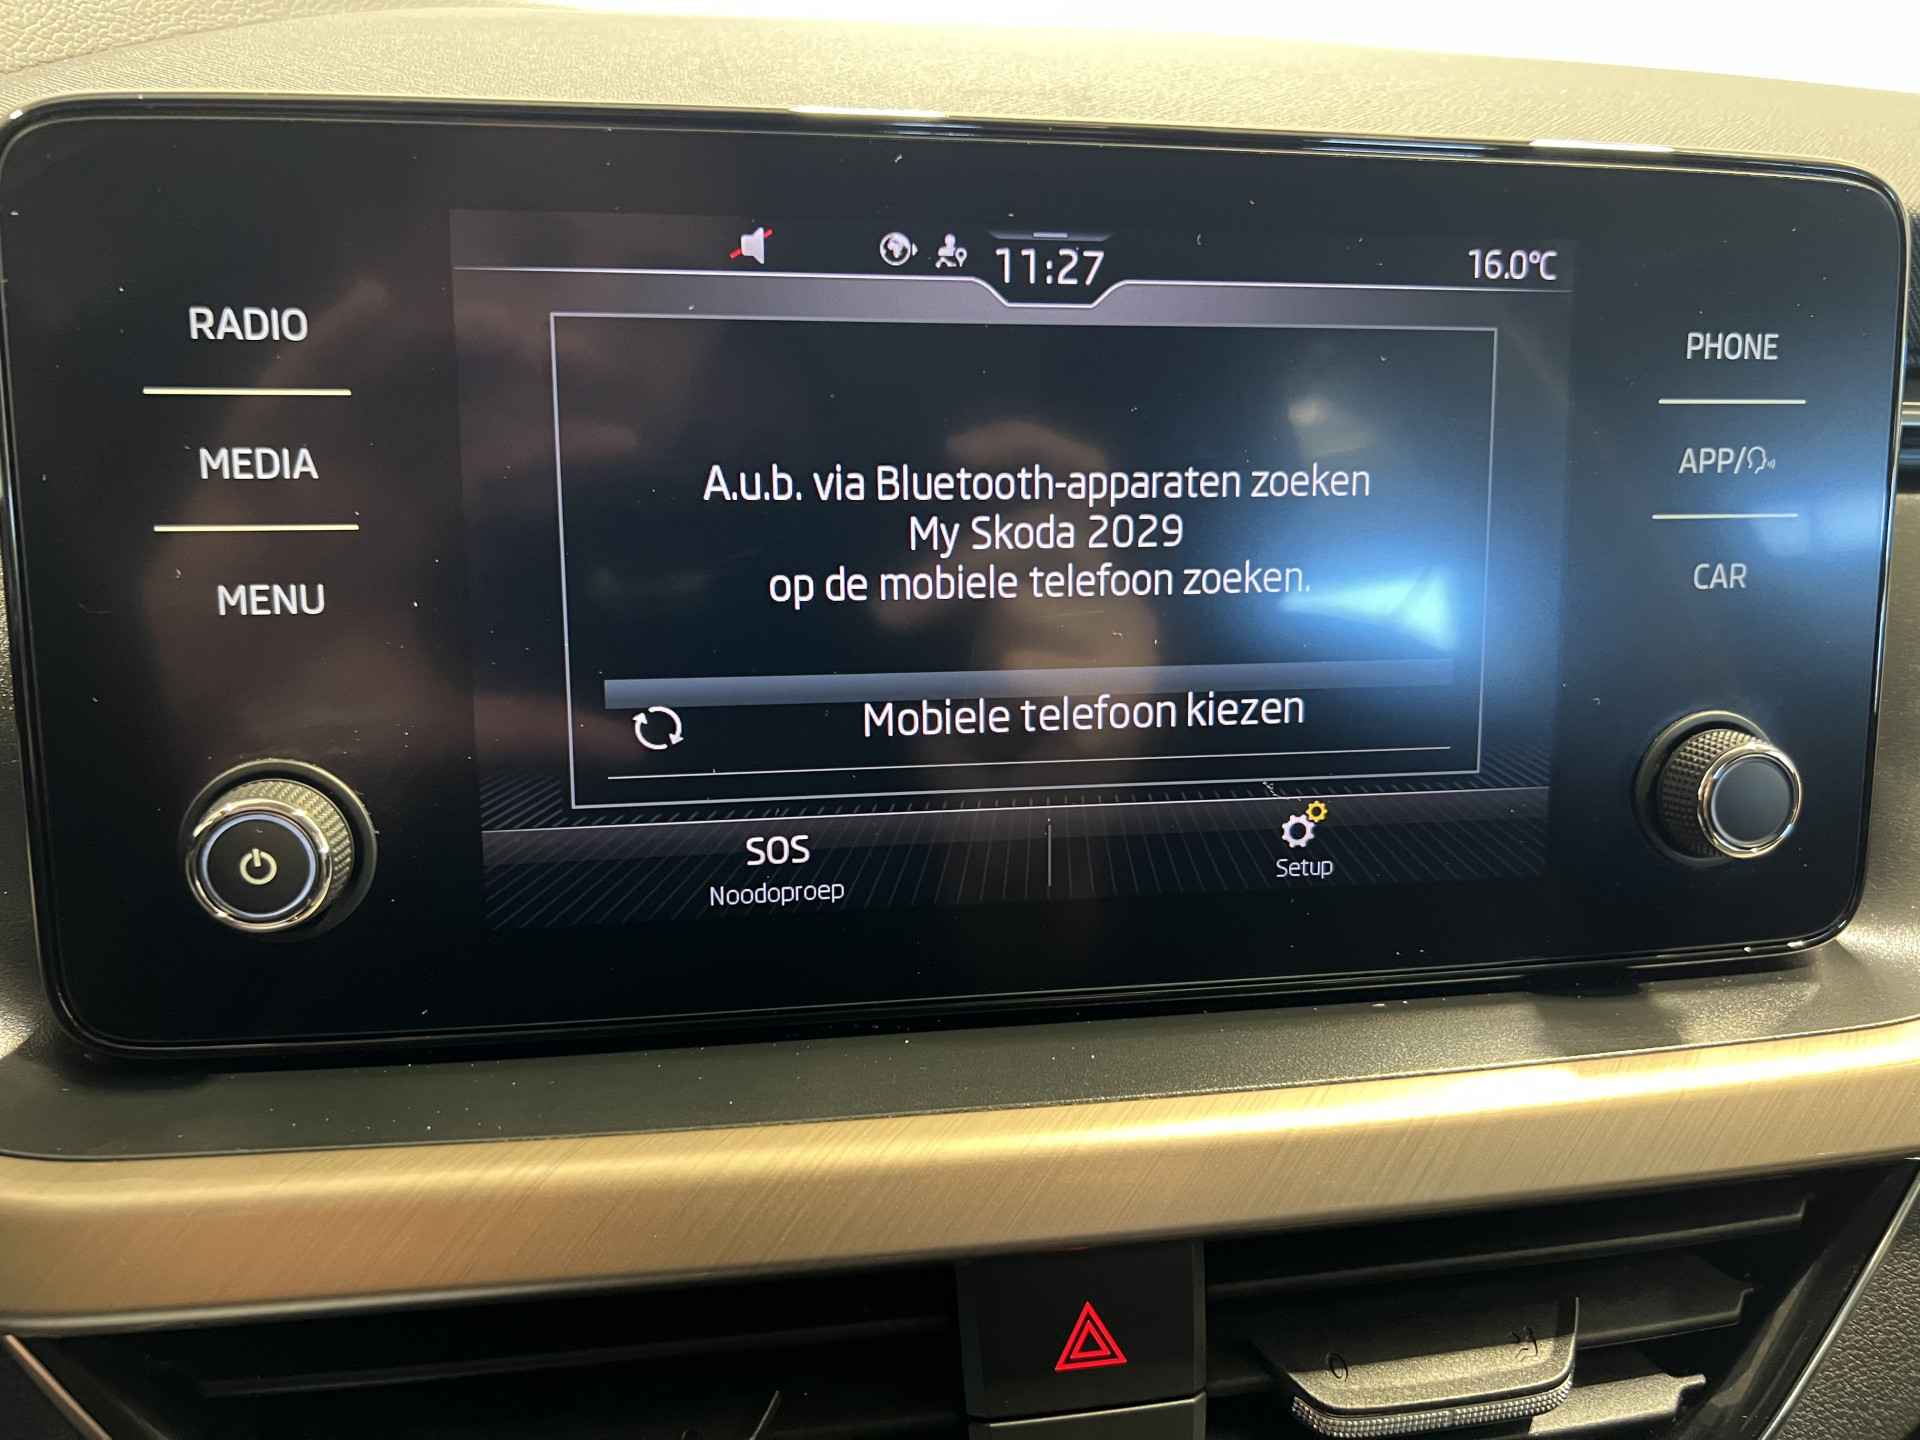 11:27
16.0°C
RADIO
MEDIA
MENU
A.u.b. via Bluetooth-apparaten zoeken
My Skoda 2029
op de mobiele telefoon zoeken.
Mobiele telefoon kiezen
SOS
Noodoproep
Setup
PHONE
APP/
CAR